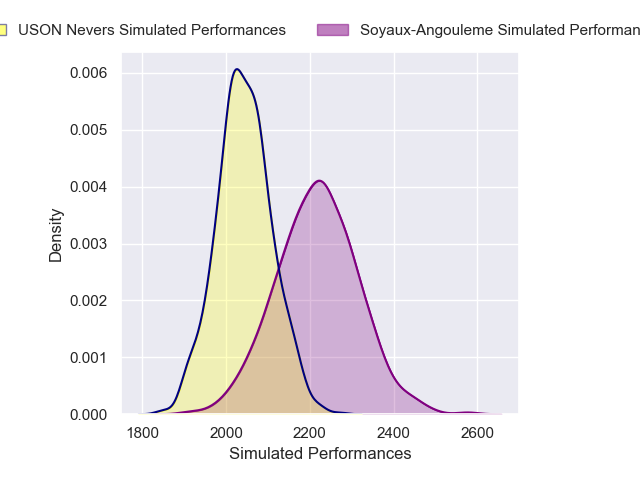 USON Nevers Simulated Performances Soyaux-Angouleme Simulated Performan
0.006
0.005
0.004
0.003
0.002
0.001
0.000
Density
1800 2000 2200 2400 2600
Simulated Performances